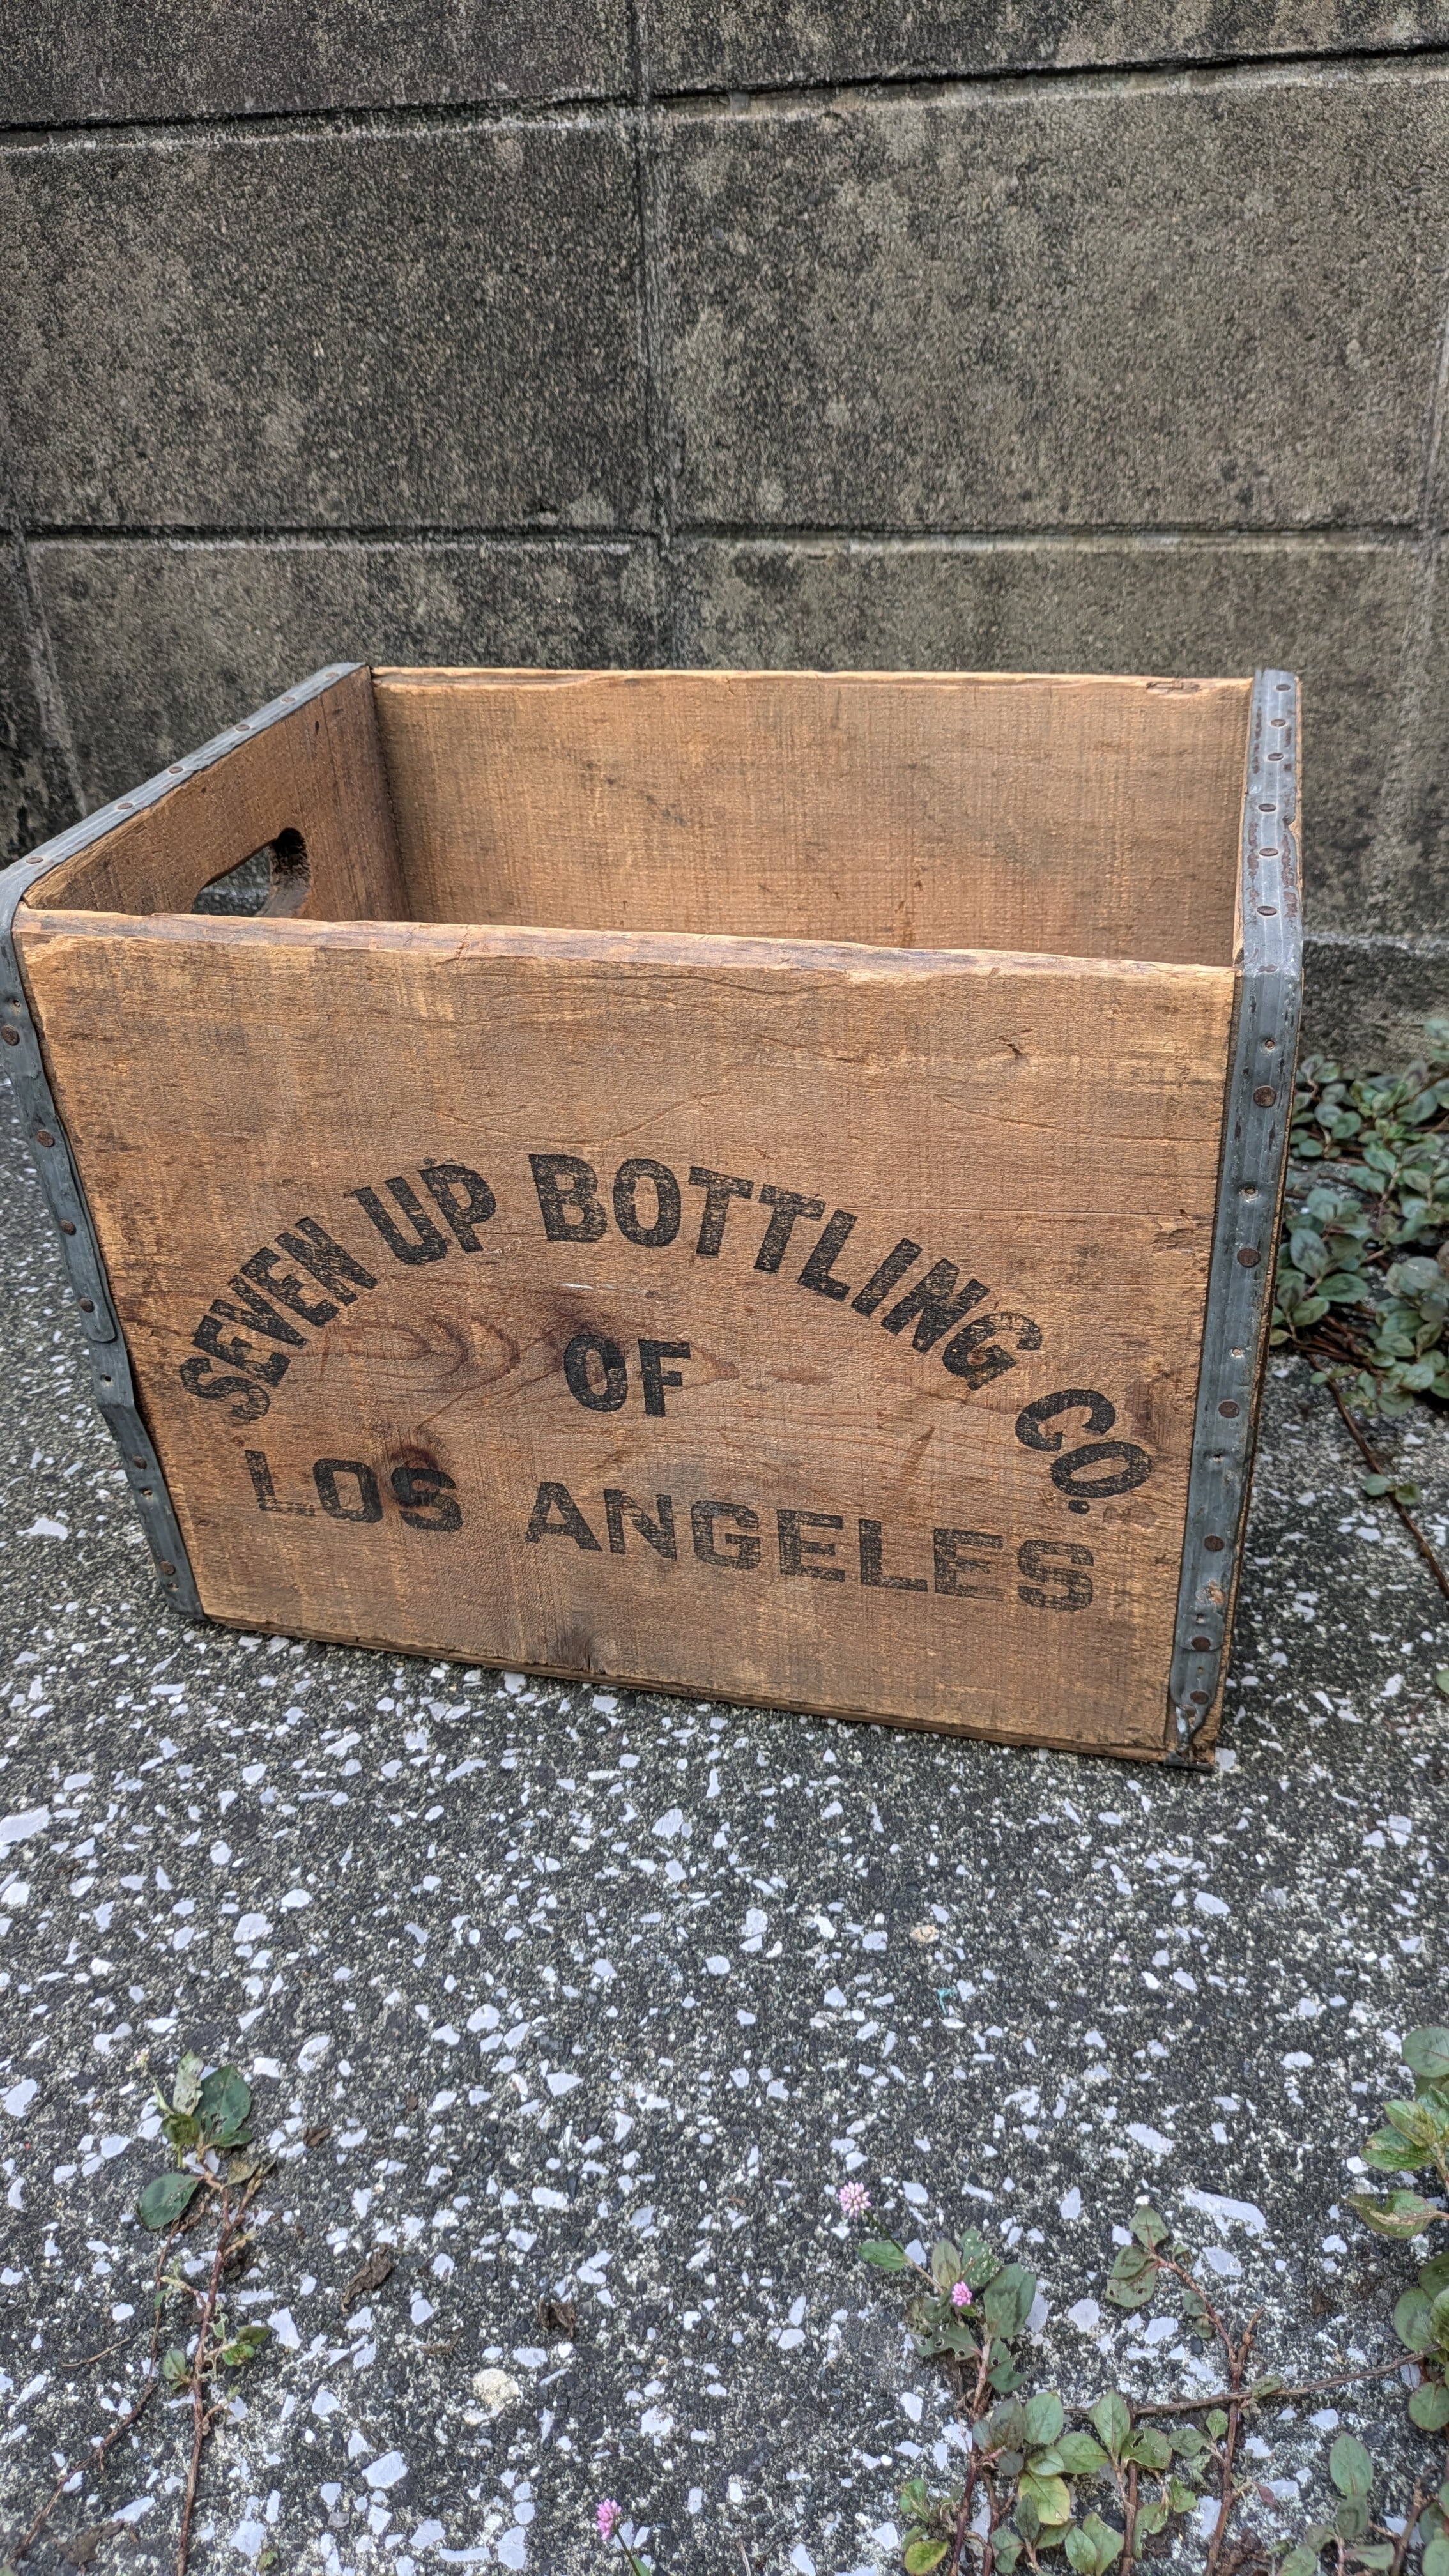 SEVEN UP BOTTLING CO.
OF
LOS ANGELES